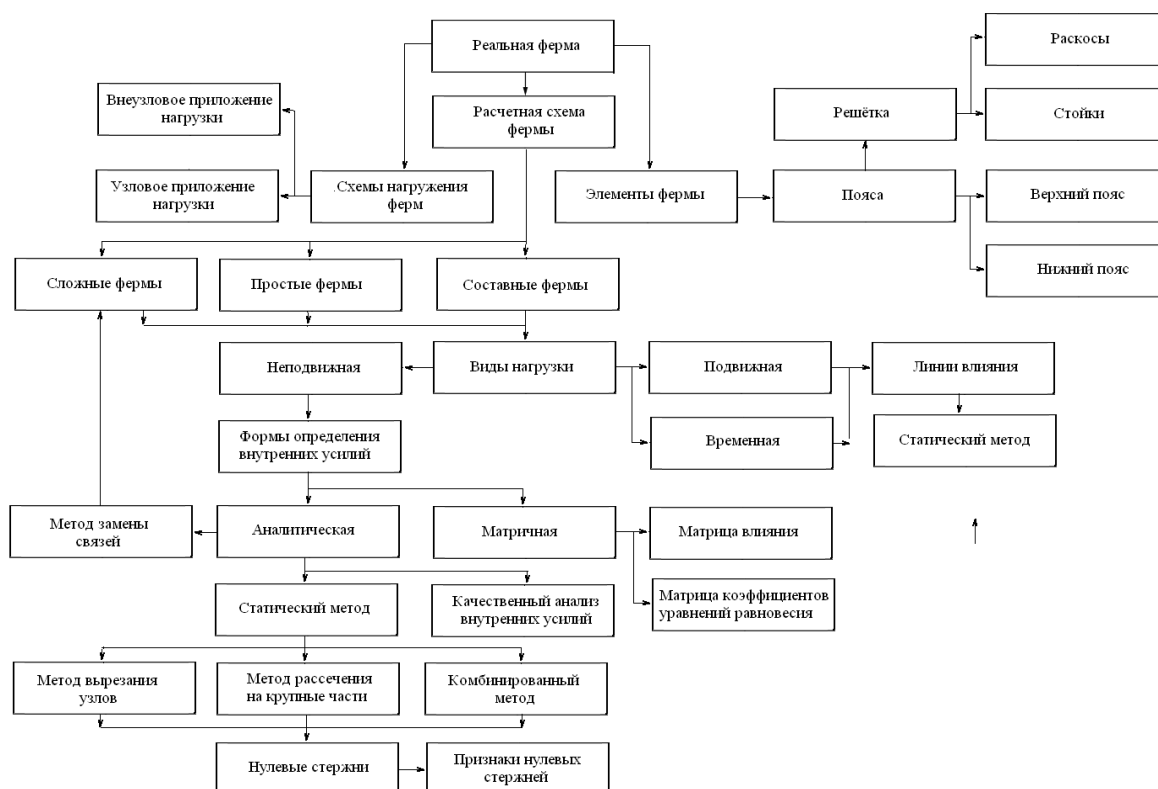 Реальная ферма
Раскосы
Внеузловое приложение
нагрузки
Расчетная схема
фермы
Решётка
Стойки
Узловое приложение
нагрузки
.Схемы нагружения
ферм
Элементы фермы
Пояса
Верхний пояс
Нижний пояс
Сложные фермы
Простые фермы
Составные фермы
Неподвижная
Виды нагрузки
Подвижная
Линии влияния
Формы определения
внутренних усилий
Временная
Статический метод
Метод замены
связей
Аналитическая
Матричная
Матрица влияния
Статический метод
Качественный анализ
внутренних усилий
Матрица коэффициентов
уравнений равновесия
Метод вырезания
узлов
Метод рассечения
на крупные части
Комбинированный
метод
Нулевые стержни
Признаки нулевых
стержней